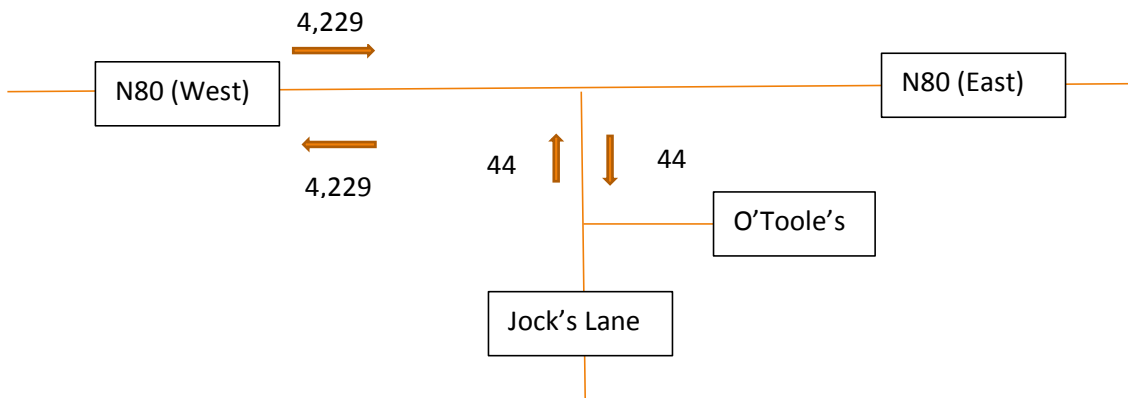 4,229
N80 (West)
N80 (East)
4,229
44
44
O'Toole's
Jock's Lane